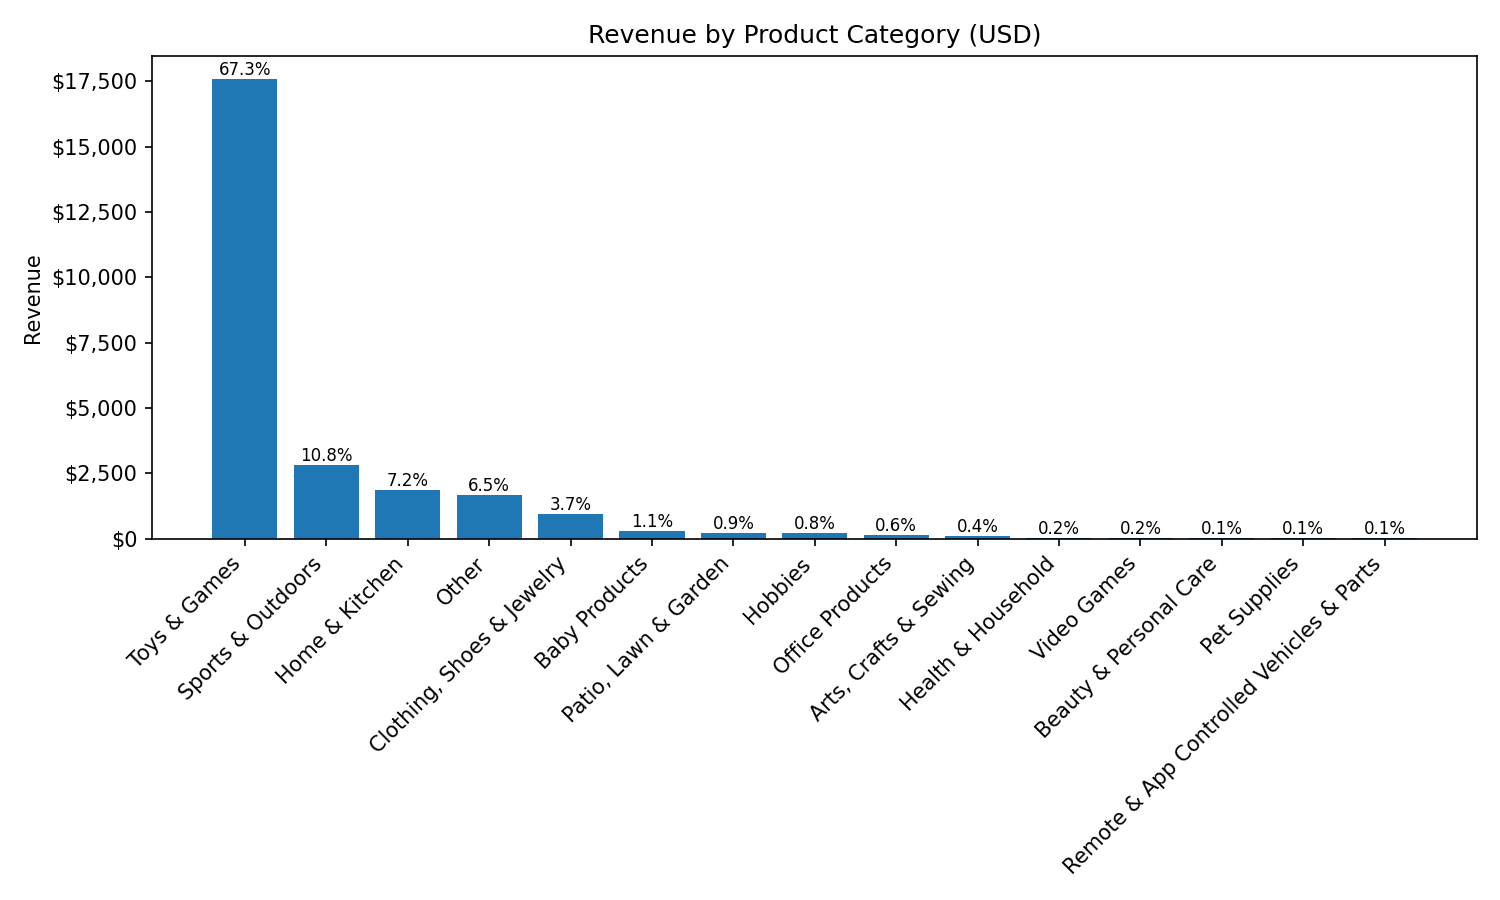 Revenue by Product Category (USD)
Revenue
$17,500
$15,000
$12,500
$10,000
$7,500
$5,000
$2,500
$0
67.3%
10.8%
7.2%
6.5%
3.7%
1.1%
0.9%
0.8%
0.6%
0.4%
0.2%
0.2%
0.1%
0.1%
0.1%
Toys & Games
Sports & Outdoors
Home & Kitchen
Other
Clothing, Shoes & Jewelry
Baby Products
Patio, Lawn & Garden
Hobbies
Office Products
Arts, Crafts & Sewing
Health & Household
Video Games
Beauty & Personal Care
Pet Supplies
Remote & App Controlled Vehicles & Parts